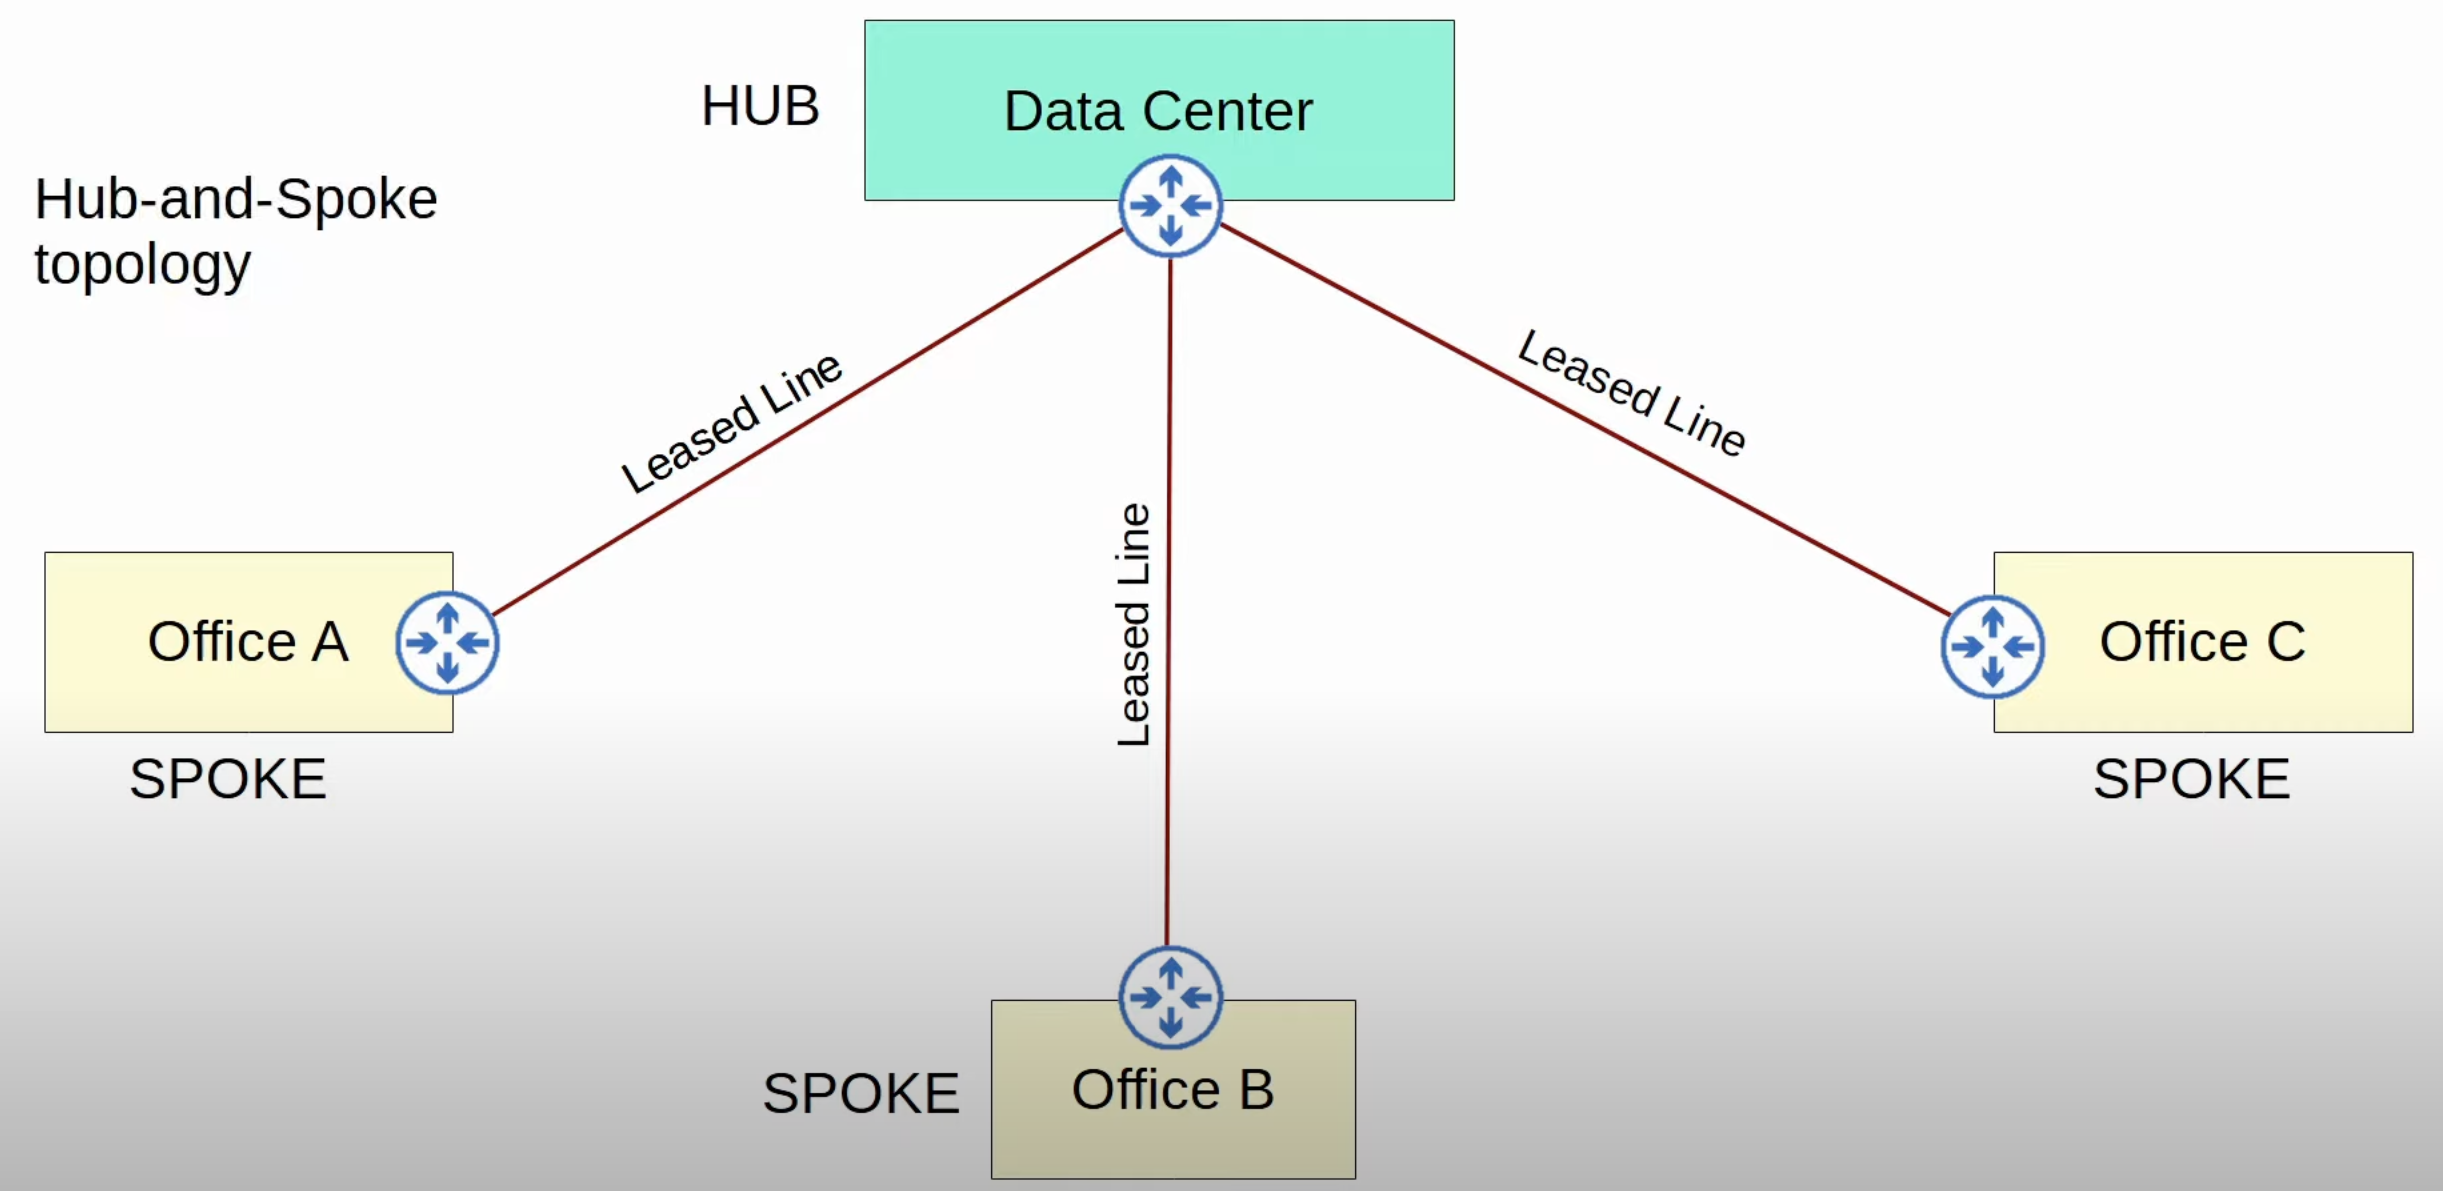 HUB
Data Center
Hub-and-Spoke
topology
Leased Line
Leased Line
Leased Line
Office A
Office C
SPOKE
SPOKE
SPOKE
Office B